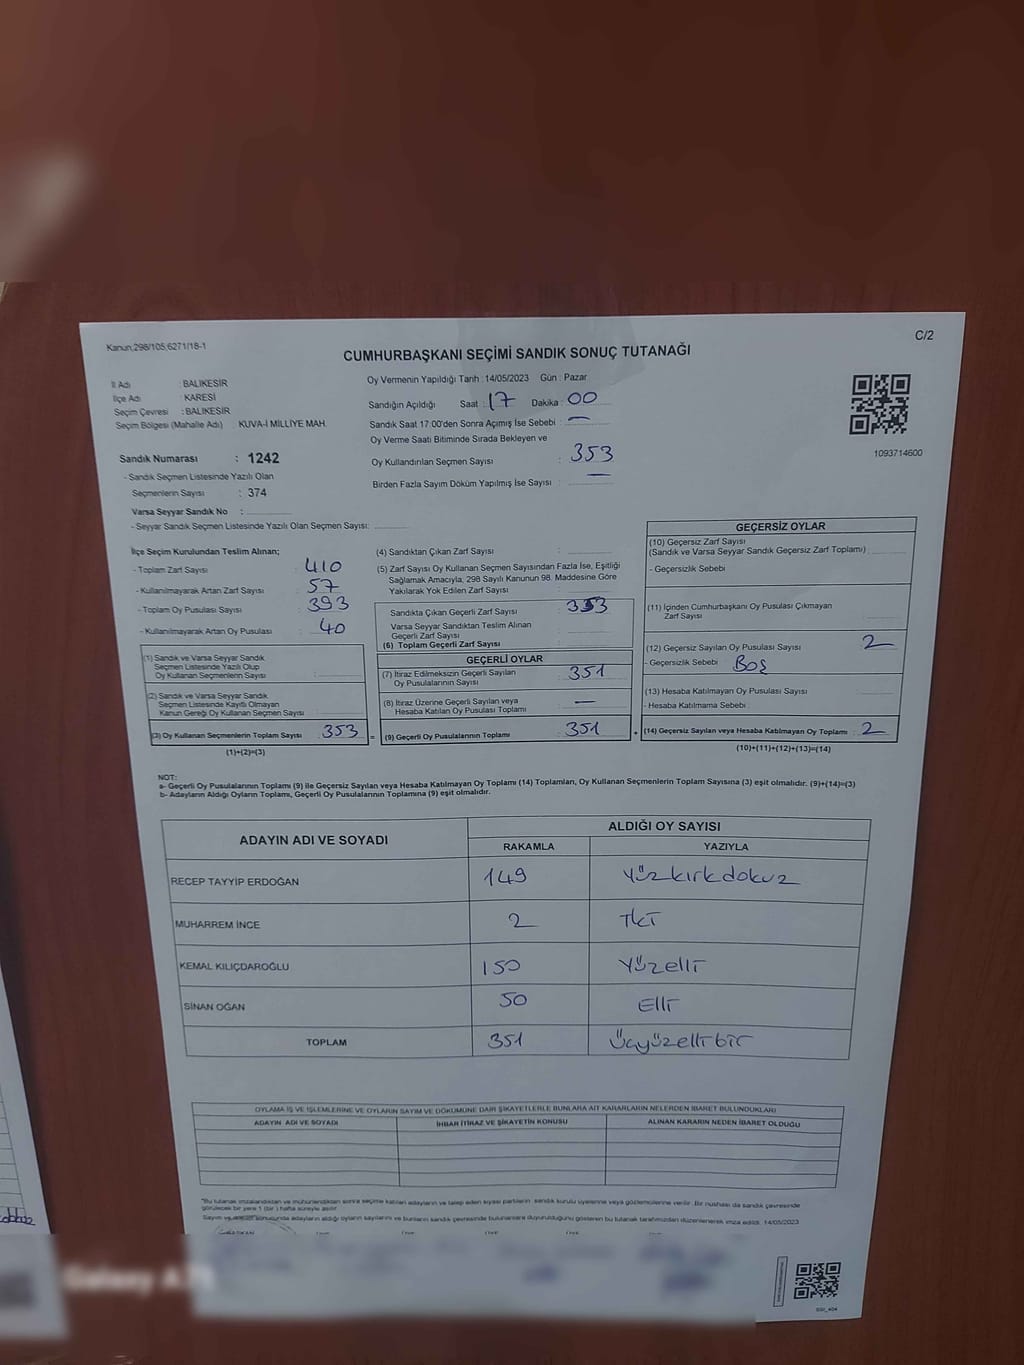 Kanun;298/105;6271/18-1
C/2
CUMHURBAŞKANI SEÇİMİ SANDIK SONUÇ TUTANAĞI
İl Adı : BALIKESİR
İlçe Adı : KARESİ
Seçim Çevresi : BALIKESİR
Seçim Bölgesi (Mahalle Adı) KUVA-İ MİLLİYE MAH.
Oy Vermenin Yapıldığı Tarih :14/05/2023 Gün : Pazar
Sandığın Açıldığı Saat : 17 Dakika : 00
Sandık Saat 17:00'den Sonra Açımış İse Sebebi : —
Oy Verme Saati Bitiminde Sırada Bekleyen ve
Oy Kullandırılan Seçmen Sayısı : 353
Birden Fazla Sayım Döküm Yapılmış İse Sayısı : —
1093714600
Sandık Numarası : 1242
- Sandık Seçmen Listesinde Yazılı Olan
Seçmenlerin Sayısı : 374
Varsa Seyyar Sandık No :
- Seyyar Sandık Seçmen Listesinde Yazılı Olan Seçmen Sayısı:
İlçe Seçim Kurulundan Teslim Alınan;
- Toplam Zarf Sayısı : 410
- Kullanılmayarak Artan Zarf Sayısı : 57
- Toplam Oy Pusulası Sayısı : 393
- Kullanılmayarak Artan Oy Pusulası : 40
(1) Sandık ve Varsa Seyyar Sandık
Seçmen Listesinde Yazılı Olup
Oy Kullanan Seçmenlerin Sayısı :
(2) Sandık ve Varsa Seyyar Sandık
Seçmen Listesinde Kayıtlı Olmayan
Kanun Gereği Oy Kullanan Seçmen Sayısı :
(3) Oy Kullanan Seçmenlerin Toplam Sayısı : 353 =
(1)+(2)=(3)
(4) Sandıktan Çıkan Zarf Sayısı :
(5) Zarf Sayısı Oy Kullanan Seçmen Sayısından Fazla İse, Eşitliği
Sağlamak Amacıyla, 298 Sayılı Kanunun 98. Maddesine Göre
Yakılarak Yok Edilen Zarf Sayısı :
Sandıkta Çıkan Geçerli Zarf Sayısı : 353
Varsa Seyyar Sandıktan Teslim Alınan
Geçerli Zarf Sayısı :
(6) Toplam Geçerli Zarf Sayısı
GEÇERLİ OYLAR
(7) İtiraz Edilmeksizin Geçerli Sayılan
Oy Pusulalarının Sayısı : 351
(8) İtiraz Üzerine Geçerli Sayılan veya
Hesaba Katılan Oy Pusulası Toplamı : —
(9) Geçerli Oy Pusulalarının Toplamı : 351 +
GEÇERSİZ OYLAR
(10) Geçersiz Zarf Sayısı
(Sandık ve Varsa Seyyar Sandık Geçersiz Zarf Toplamı)
- Geçersizlik Sebebi
(11) İçinden Cumhurbaşkanı Oy Pusulası Çıkmayan
Zarf Sayısı
(12) Geçersiz Sayılan Oy Pusulası Sayısı 2
- Geçersizlik Sebebi Boş
(13) Hesaba Katılmayan Oy Pusulası Sayısı
- Hesaba Katılmama Sebebi
(14) Geçersiz Sayılan veya Hesaba Katılmayan Oy Toplamı : 2
(10)+(11)+(12)+(13)=(14)
NOT:
a- Geçerli Oy Pusulalarının Toplamı (9) ile Geçersiz Sayılan veya Hesaba Katılmayan Oy Toplamı (14) Toplamları, Oy Kullanan Seçmenlerin Toplam Sayısına (3) eşit olmalıdır. (9)+(14)=(3)
b- Adayların Aldığı Oyların Toplamı, Geçerli Oy Pusulalarının Toplamına (9) eşit olmalıdır.
ADAYIN ADI VE SOYADI ALDIĞI OY SAYISI
RAKAMLA YAZIYLA
RECEP TAYYİP ERDOĞAN 149 Yüzkırkdokuz
MUHARREM İNCE 2 İki
KEMAL KILIÇDAROĞLU 150 Yüzelli
SİNAN OĞAN 50 Elli
TOPLAM 351 Üçyüzellibir
OYLAMA İŞ VE İŞLEMLERİNE VE OYLARIN SAYIM VE DÖKÜMÜNE DAİR ŞİKAYETLERLE BUNLARA AİT KARARLARIN NELERDEN İBARET BULUNDUKLARI
ADAYIN ADI VE SOYADI İHBAR İTİRAZ VE ŞİKAYETİN KONUSU ALINAN KARARIN NEDEN İBARET OLDUĞU
"Bu tutanak imzalandıktan ve mühürlendikten sonra seçime katılan adayların ve talep eden siyasi partilerin sandık kurulu üyelerine veya gözlemcilerine verilir. Bir nüshası da sandık çevresinde
görülecek bir yere 1 (bir) hafta süreyle asılır.
Sayım ve sonucunda adayların aldığı oyların sayılarını ve bunların sandık çevresinde bulunanlara duyurulduğunu gösteren bu tutanak tarafımızdan düzenlenerek imza edildi. 14/05/2023
Galaxy